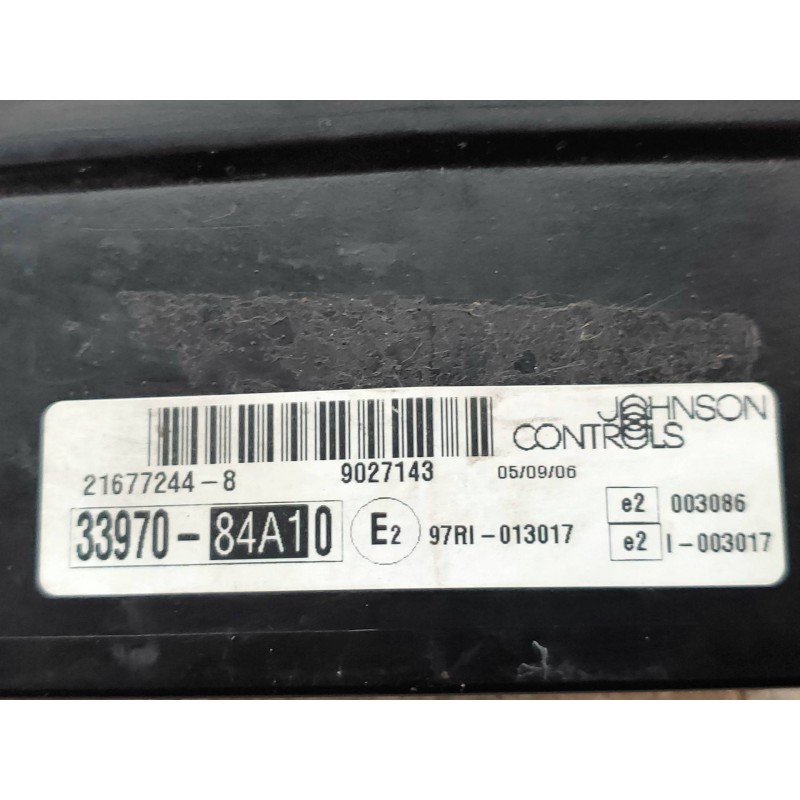 JOHNSON
CONTROLS
21677244-8
9027143
05/09/06
33970-84A10
E2
97RI-013017
e2
003086
e2
I-003017